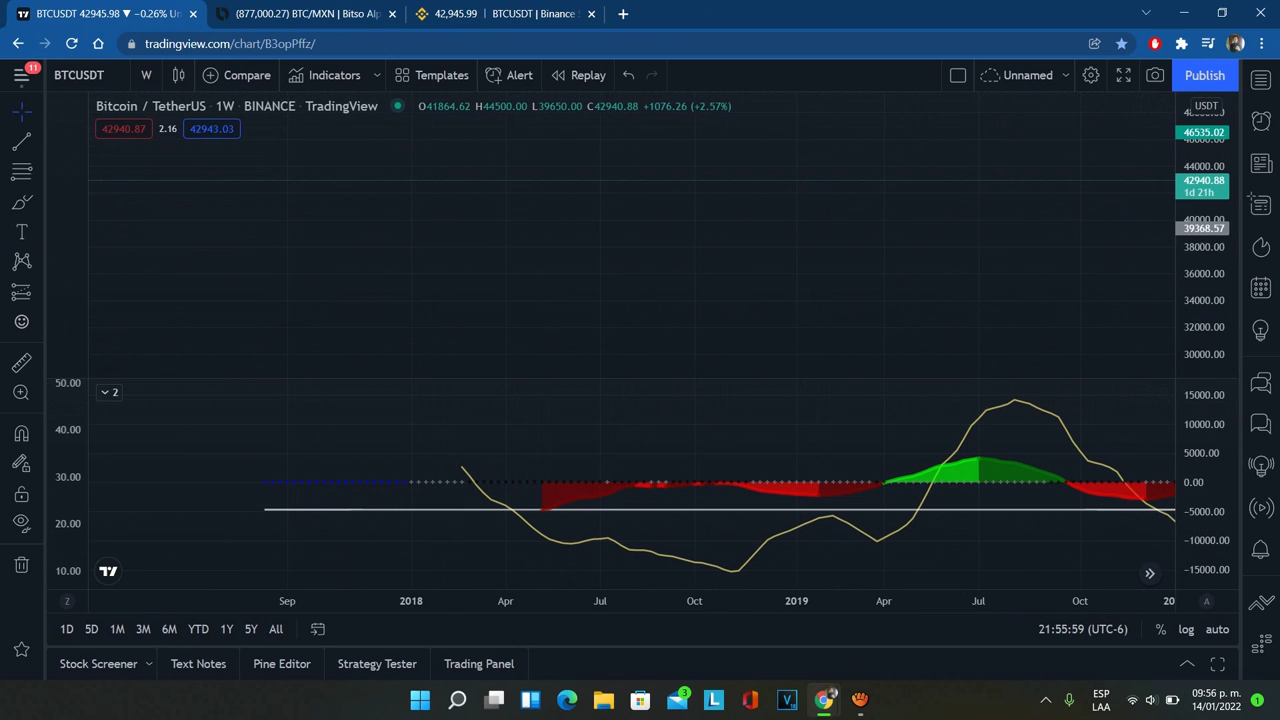 BTCUSDT 42945.98 ▼ −0.26% Un
(877,000.27) BTC/MXN | Bitso Alp
42,945.99 | BTCUSDT | Binance
tradingview.com/chart/B3opPffz/
11
BTCUSDT
W
Compare
Indicators
Templates
Alert
Replay
Unnamed
Publish
Bitcoin / TetherUS · 1W · BINANCE · TradingView
O41864.62 H44500.00 L39650.00 C42940.88 +1076.26 (+2.57%)
USDT
42940.87
2.16
42943.03
46535.02
44000.00
42940.88
1d 21h
40000.00
39368.57
38000.00
36000.00
34000.00
32000.00
30000.00
2
50.00
40.00
30.00
20.00
10.00
15000.00
10000.00
5000.00
0.00
−5000.00
−10000.00
−15000.00
Z
Sep
2018
Apr
Jul
Oct
2019
Apr
Jul
Oct
20
A
1D
5D
1M
3M
6M
YTD
1Y
5Y
All
21:55:59 (UTC-6)
%
log
auto
Stock Screener
Text Notes
Pine Editor
Strategy Tester
Trading Panel
3
ESP
LAA
09:56 p. m.
14/01/2022
1